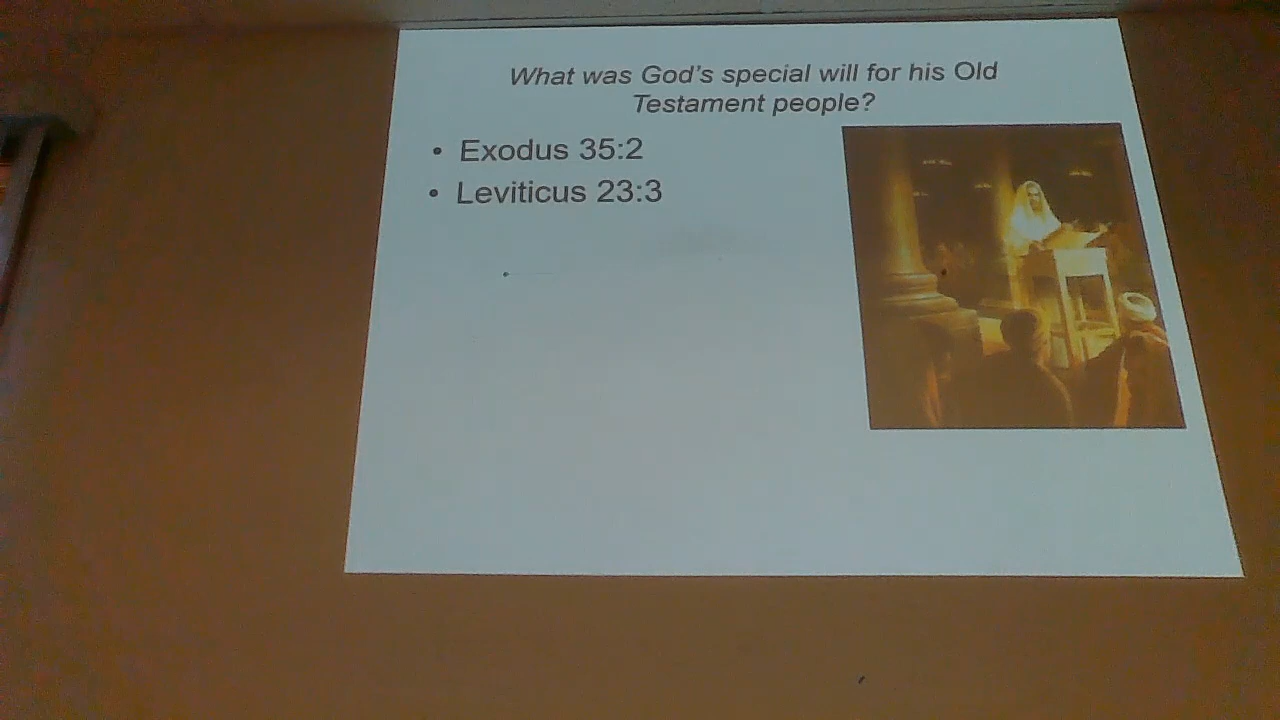 What was God's special will for his Old
Testament people?
• Exodus 35:2
• Leviticus 23:3